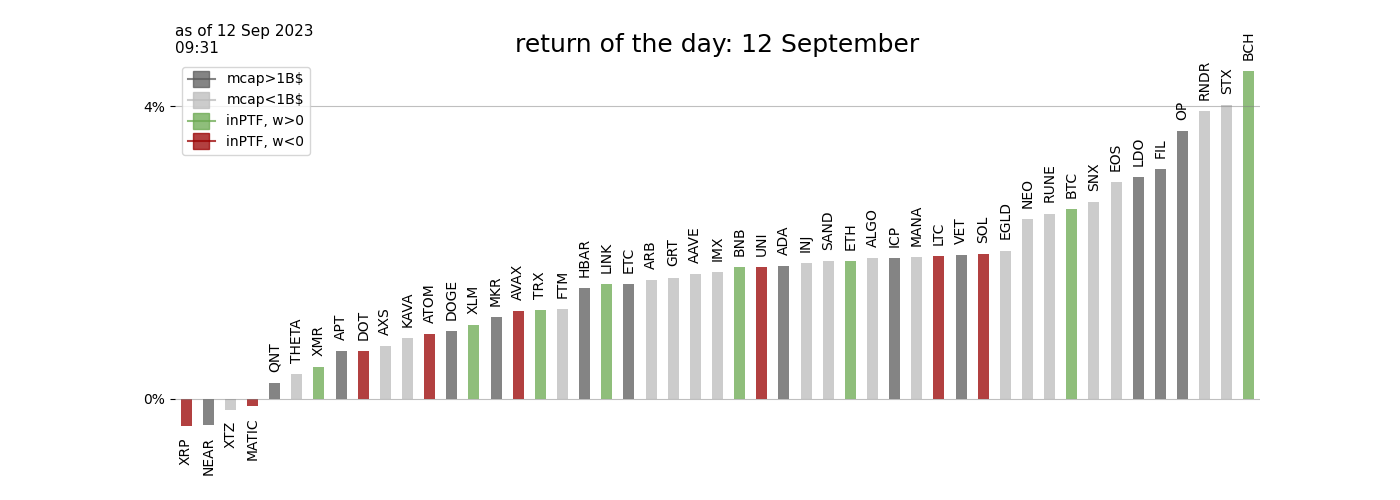 as of 12 Sep 2023
09:31
return of the day: 12 September
mcap>1B$
mcap<1B$
inPTF, w>0
inPTF, w<0
4%
0%
XRP
NEAR
XTZ
MATIC
QNT
THETA
XMR
APT
DOT
AXS
KAVA
ATOM
DOGE
XLM
MKR
AVAX
TRX
FTM
HBAR
LINK
ETC
ARB
GRT
AAVE
IMX
BNB
UNI
ADA
INJ
SAND
ETH
ALGO
ICP
MANA
LTC
VET
SOL
EGLD
NEO
RUNE
BTC
SNX
EOS
LDO
FIL
OP
RNDR
STX
BCH